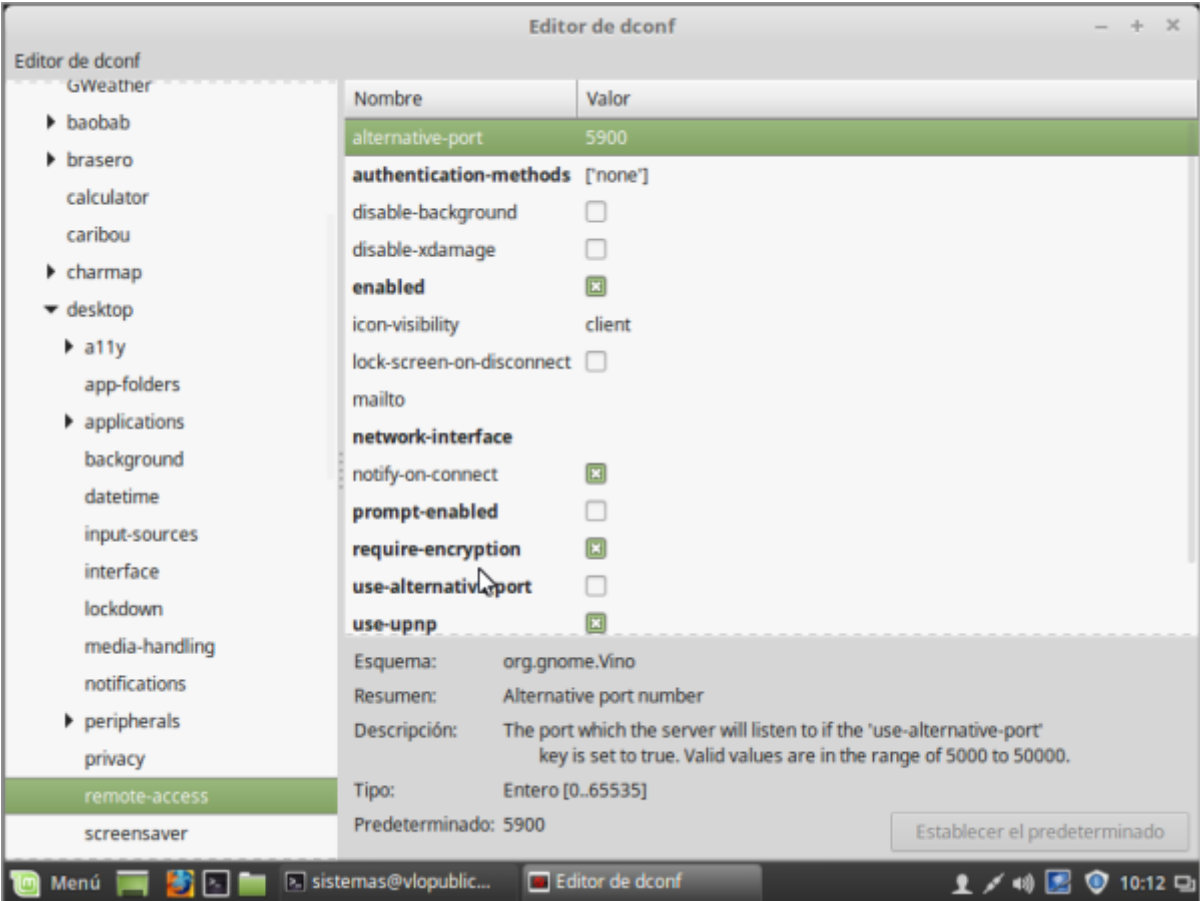 Editor de dconf
Editor de dconf
GWeather
baobab
brasero
calculator
caribou
charmap
desktop
a11y
app-folders
applications
background
datetime
input-sources
interface
lockdown
media-handling
notifications
peripherals
privacy
remote-access
screensaver
Nombre Valor
alternative-port 5900
authentication-methods ['none']
disable-background
disable-xdamage
enabled
icon-visibility client
lock-screen-on-disconnect
mailto
network-interface
notify-on-connect
prompt-enabled
require-encryption
use-alternative-port
use-upnp
Esquema: org.gnome.Vino
Resumen: Alternative port number
Descripción: The port which the server will listen to if the 'use-alternative-port'
key is set to true. Valid values are in the range of 5000 to 50000.
Tipo: Entero [0..65535]
Predeterminado: 5900
Establecer el predeterminado
Menú sistemas@vlopublic... Editor de dconf 10:12